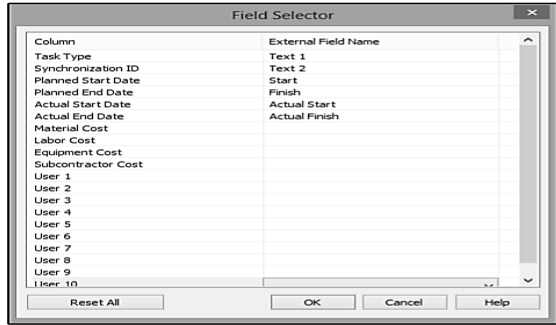 Field Selector
Column External Field Name
Task Type Text 1
Synchronization ID Text 2
Planned Start Date Start
Planned End Date Finish
Actual Start Date Actual Start
Actual End Date Actual Finish
Material Cost
Labor Cost
Equipment Cost
Subcontractor Cost
User 1
User 2
User 3
User 4
User 5
User 6
User 7
User 8
User 9
User 10
Reset All OK Cancel Help